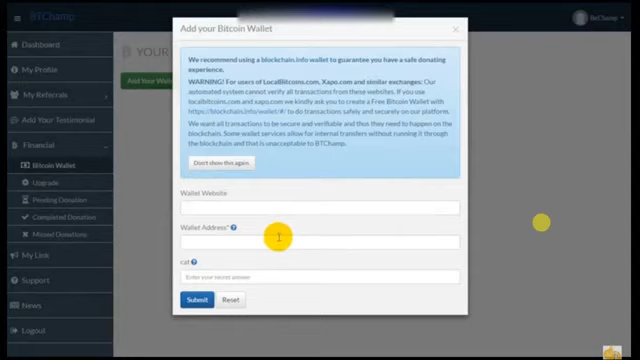 BTChamp
BeChamp
Dashboard
My Profile
My Referrals
Add Your Testimonial
Financial
Bitcoin Wallet
Upgrade
Pending Donation
Completed Donation
Missed Donations
My Link
Support
News
Logout
YOUR
Add Your Wallet
Add your Bitcoin Wallet
×
We recommend using a blockchain.info wallet to guarantee you have a safe donating
experience.
WARNING! For users of LocalBitcoins.com, Xapo.com and similar exchanges: Our
automated system cannot verify all transactions from these websites. If you use
localbitcoins.com and xapo.com we kindly ask you to create a Free Bitcoin Wallet with
https://blockchain.info/wallet/#/ to do transactions safely and securely on our platform.
We want all transactions to be secure and verifiable and thus they need to happen on the
blockchain. Some wallet services allow for internal transfers without running it through
the blockchain and that is unacceptable to BTChamp.
Don't show this again.
Wallet Website
Wallet Address*
cat
Enter your secret answer
Submit
Reset